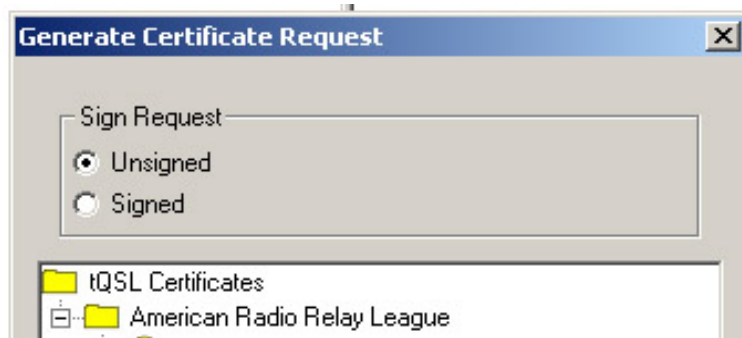 Generate Certificate Request
Sign Request
Unsigned
Signed
tQSL Certificates
American Radio Relay League